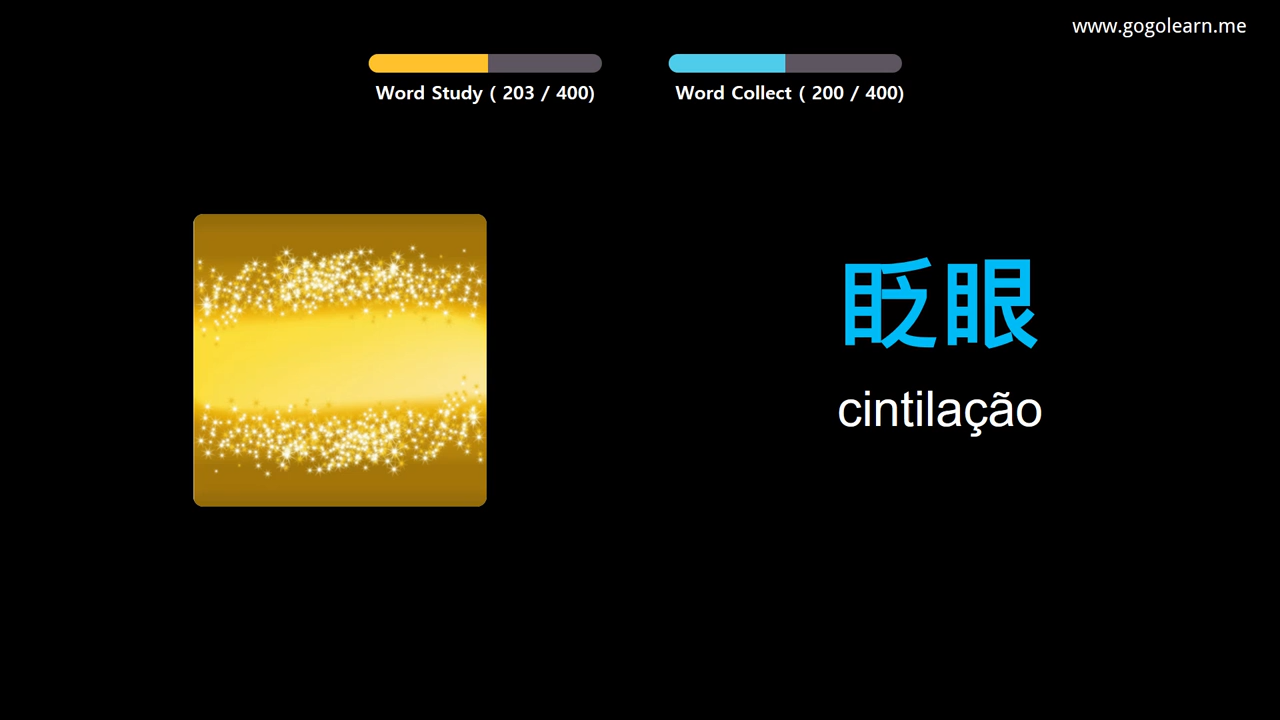 www.gogolearn.me
Word Study ( 203 / 400)
Word Collect ( 200 / 400)
眨眼
cintilação